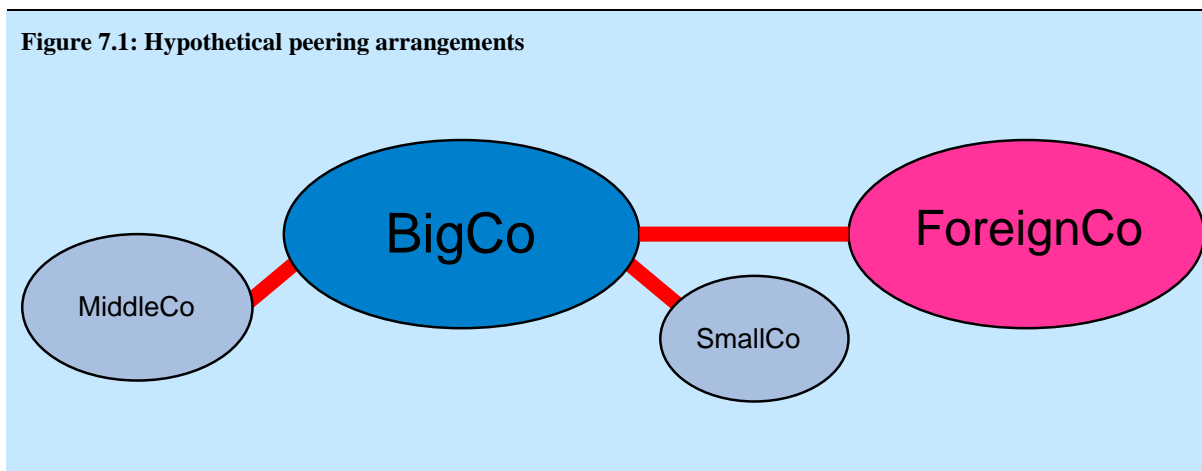 Figure 7.1: Hypothetical peering arrangements
BigCo
ForeignCo
MiddleCo
SmallCo